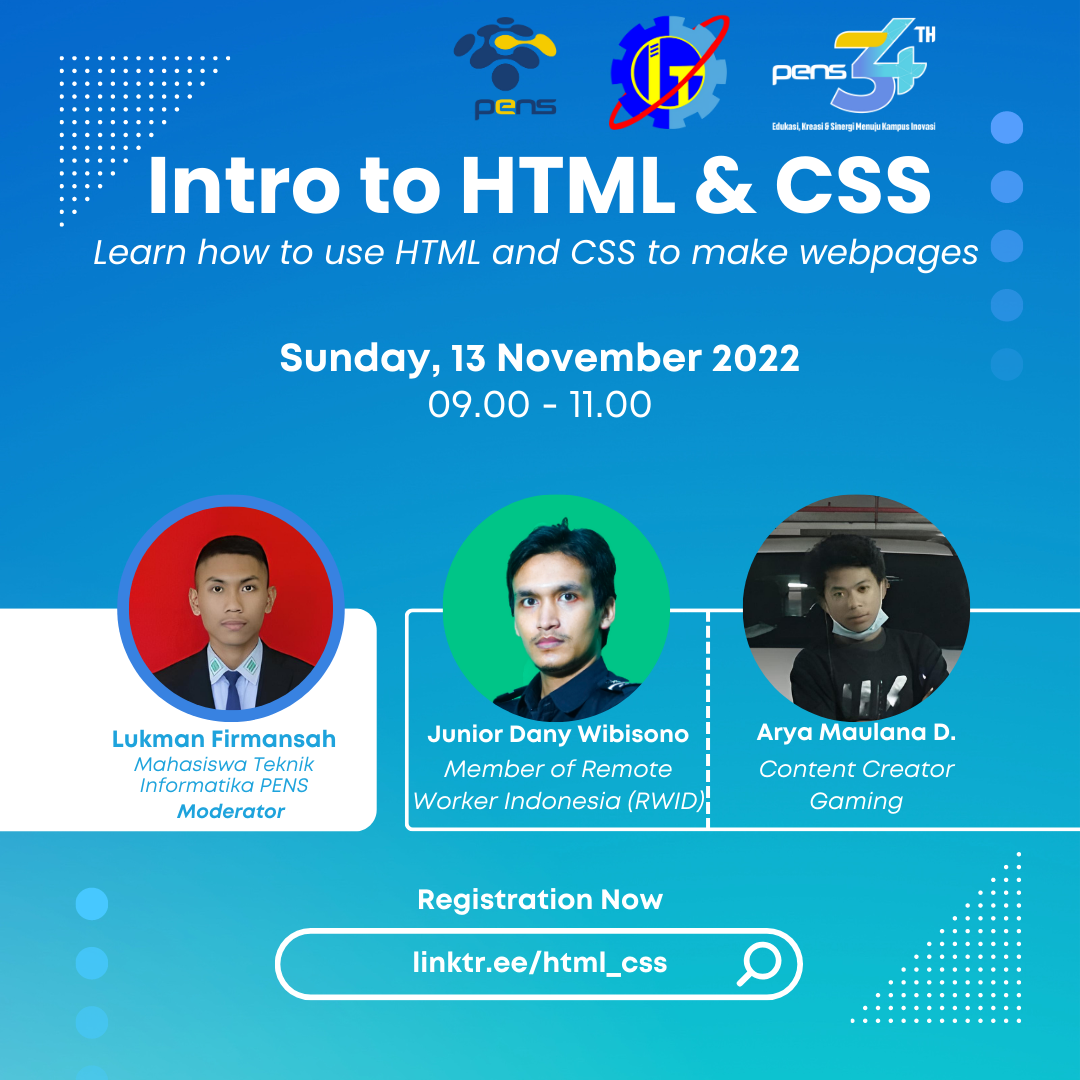 pens
IT
pens 34TH
Edukasi, Kreasi & Sinergi Menuju Kampus Inovasi
Intro to HTML & CSS
Learn how to use HTML and CSS to make webpages
Sunday, 13 November 2022
09.00 - 11.00
Lukman Firmansah
Mahasiswa Teknik
Informatika PENS
Moderator
Junior Dany Wibisono
Member of Remote
Worker Indonesia (RWID)
Arya Maulana D.
Content Creator
Gaming
Registration Now
linktr.ee/html_css